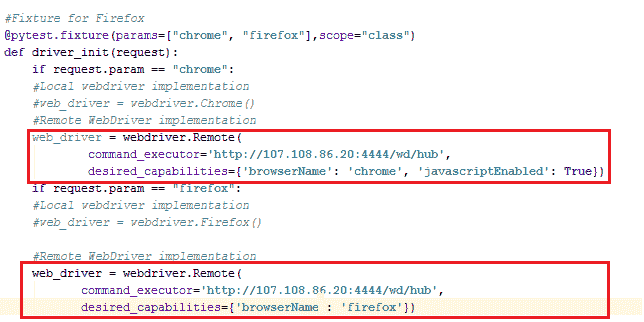 #Fixture for Firefox
@pytest.fixture(params=["chrome", "firefox"],scope="class")
def driver_init(request):
    if request.param == "chrome":
    #Local webdriver implementation
    #web_driver = webdriver.Chrome()
    #Remote WebDriver implementation
    web_driver = webdriver.Remote(
            command_executor='http://107.108.86.20:4444/wd/hub',
            desired_capabilities={'browserName': 'chrome', 'javascriptEnabled': True})
    if request.param == "firefox":
    #Local webdriver implementation
    #web_driver = webdriver.Firefox()
    #Remote WebDriver implementation
    web_driver = webdriver.Remote(
           command_executor='http://107.108.86.20:4444/wd/hub',
           desired_capabilities={'browserName : 'firefox'})